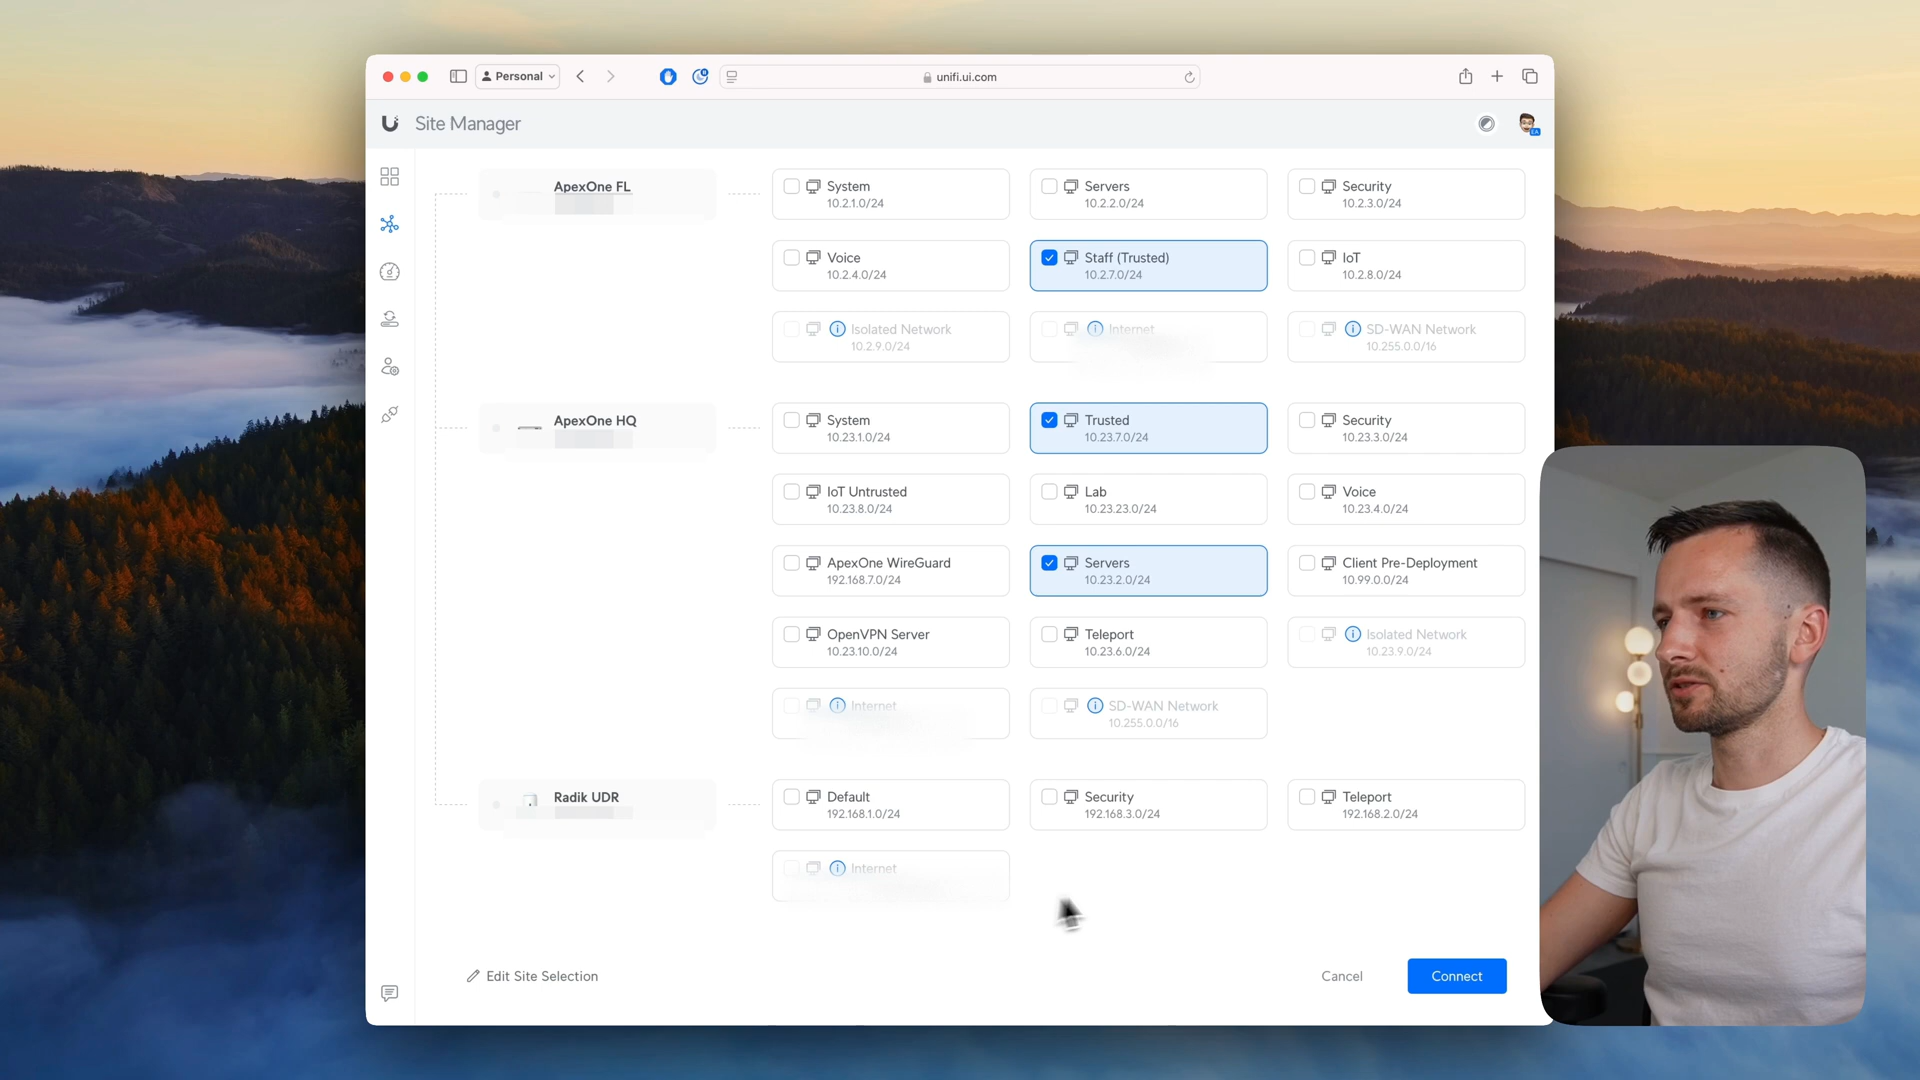 Personal
unifi.ui.com
Site Manager
EA
ApexOne FL
System
10.2.1.0/24
Servers
10.2.2.0/24
Security
10.2.3.0/24
Voice
10.2.4.0/24
Staff (Trusted)
10.2.7.0/24
IoT
10.2.8.0/24
Isolated Network
10.2.9.0/24
Internet
SD-WAN Network
10.255.0.0/16
ApexOne HQ
System
10.23.1.0/24
Trusted
10.23.7.0/24
Security
10.23.3.0/24
IoT Untrusted
10.23.8.0/24
Lab
10.23.23.0/24
Voice
10.23.4.0/24
ApexOne WireGuard
192.168.7.0/24
Servers
10.23.2.0/24
Client Pre-Deployment
10.99.0.0/24
OpenVPN Server
10.23.10.0/24
Teleport
10.23.6.0/24
Isolated Network
10.23.9.0/24
Internet
SD-WAN Network
10.255.0.0/16
Radik UDR
Default
192.168.1.0/24
Security
192.168.3.0/24
Teleport
192.168.2.0/24
Internet
Edit Site Selection
Cancel
Connect